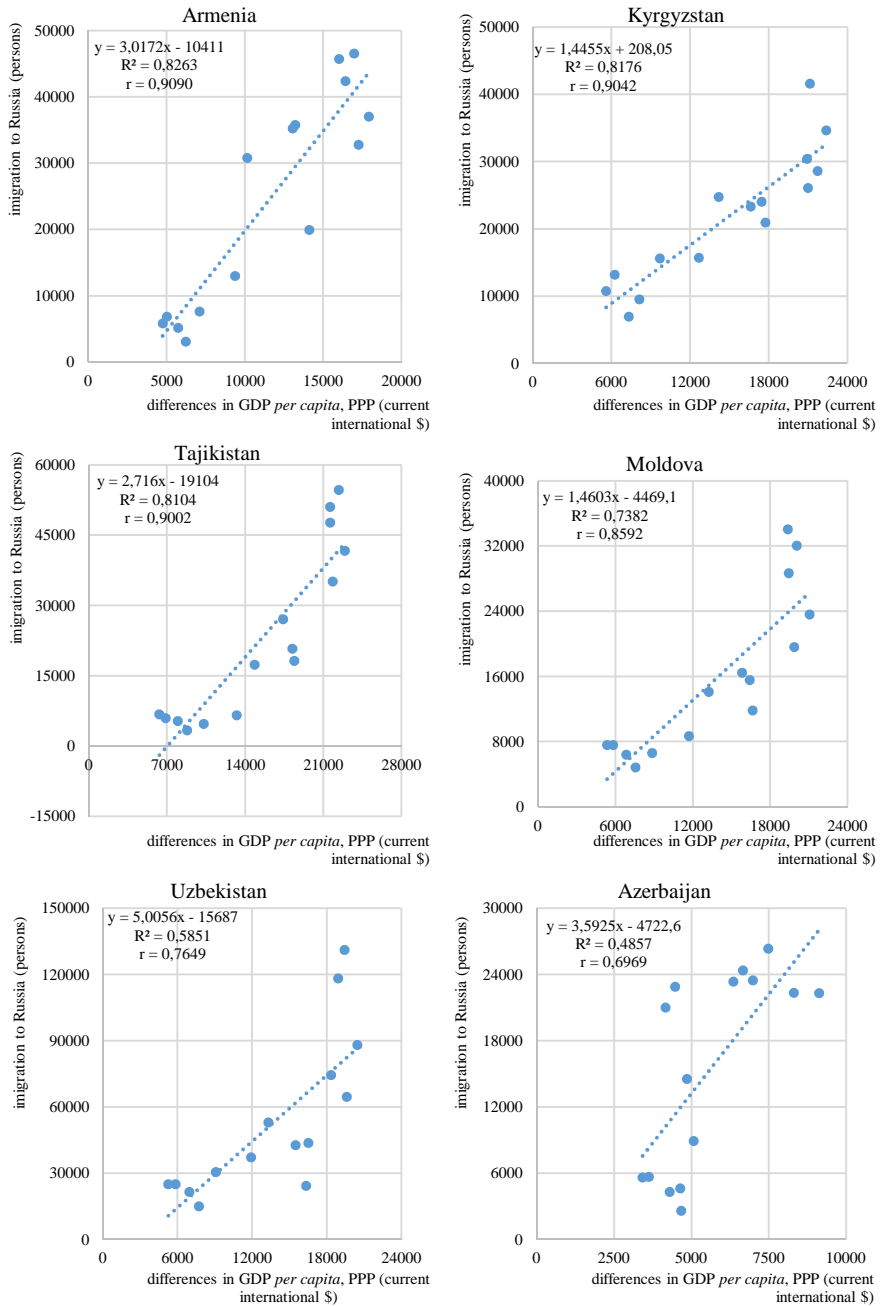 Armenia
y = 3,0172x - 10411
R² = 0,8263
r = 0,9090
imigration to Russia (persons)
50000
40000
30000
20000
10000
0
0 5000 10000 15000 20000
differences in GDP per capita, PPP (current
international $)
Kyrgyzstan
y = 1,4455x + 208,05
R² = 0,8176
r = 0,9042
imigration to Russia (persons)
50000
40000
30000
20000
10000
0
0 6000 12000 18000 24000
differences in GDP per capita, PPP (current
international $)
Tajikistan
y = 2,716x - 19104
R² = 0,8104
r = 0,9002
imigration to Russia (persons)
60000
45000
30000
15000
0
-15000
0 7000 14000 21000 28000
differences in GDP per capita, PPP (current
international $)
Moldova
y = 1,4603x - 4469,1
R² = 0,7382
r = 0,8592
imigration to Russia (persons)
40000
32000
24000
16000
8000
0
0 6000 12000 18000 24000
differences in GDP per capita, PPP (current
international $)
Uzbekistan
y = 5,0056x - 15687
R² = 0,5851
r = 0,7649
imigration to Russia (persons)
150000
120000
90000
60000
30000
0
0 6000 12000 18000 24000
differences in GDP per capita, PPP (current
international $)
Azerbaijan
y = 3,5925x - 4722,6
R² = 0,4857
r = 0,6969
imigration to Russia (persons)
30000
24000
18000
12000
6000
0
0 2500 5000 7500 10000
differences in GDP per capita, PPP (current
international $)